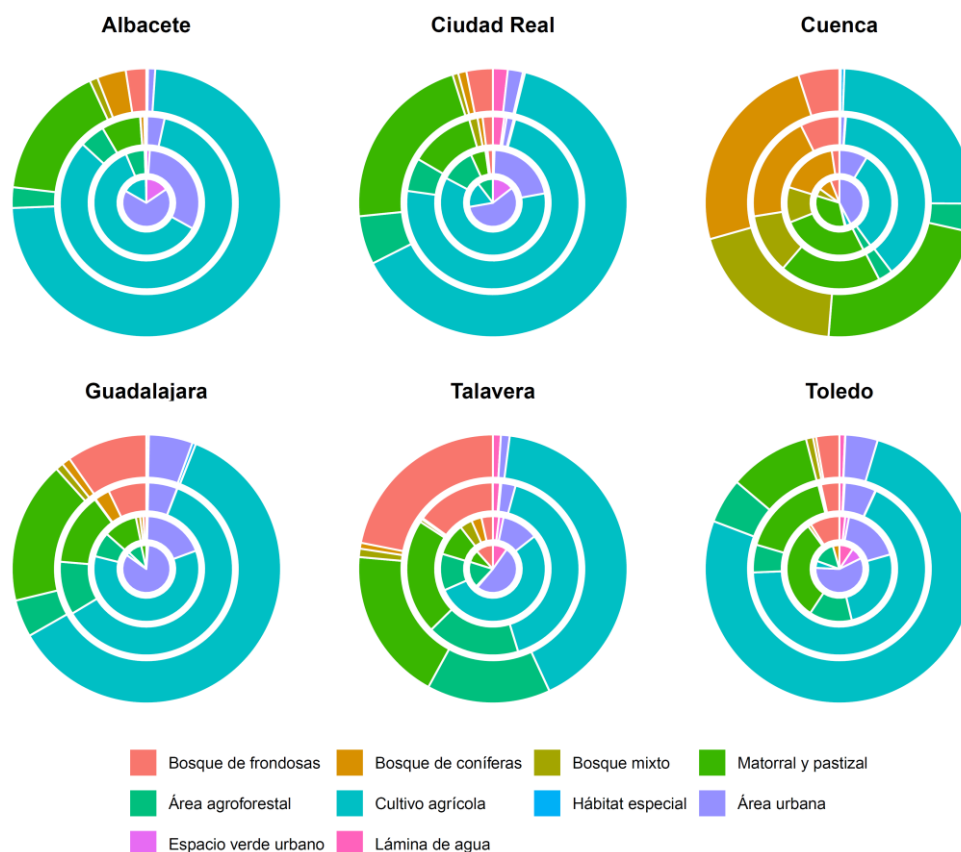 Albacete
Ciudad Real
Cuenca
Guadalajara
Talavera
Toledo
Bosque de frondosas
Bosque de coníferas
Bosque mixto
Matorral y pastizal
Área agroforestal
Cultivo agrícola
Hábitat especial
Área urbana
Espacio verde urbano
Lámina de agua